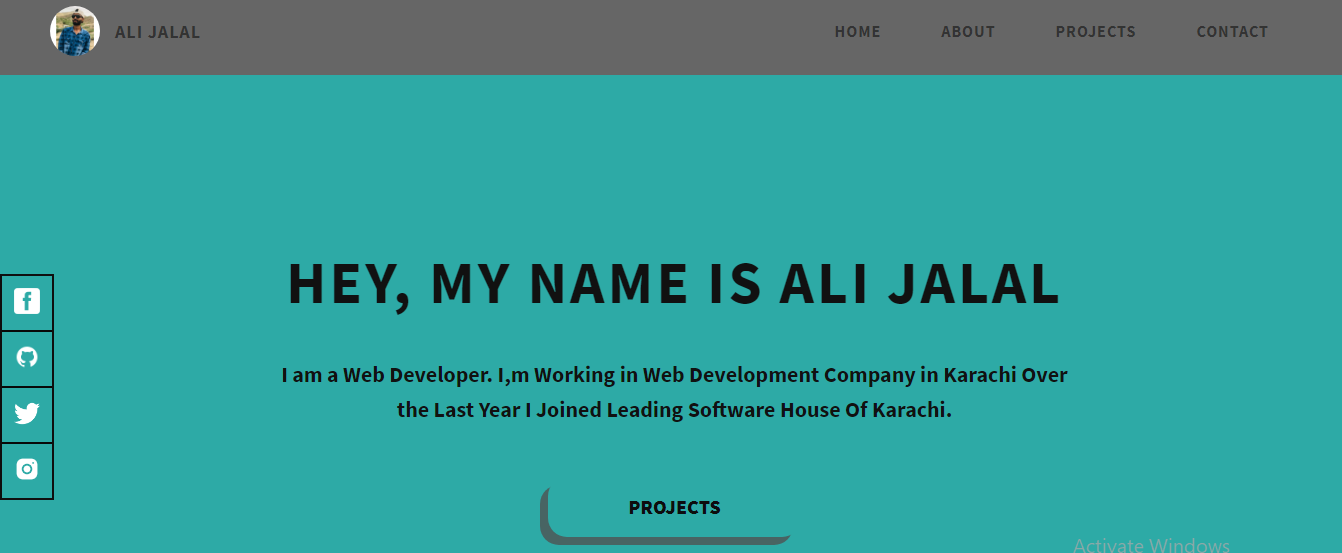 ALI JALAL
HOME ABOUT PROJECTS CONTACT
HEY, MY NAME IS ALI JALAL
I am a Web Developer. I,m Working in Web Development Company in Karachi Over
the Last Year I Joined Leading Software House Of Karachi.
PROJECTS
Activate Windows